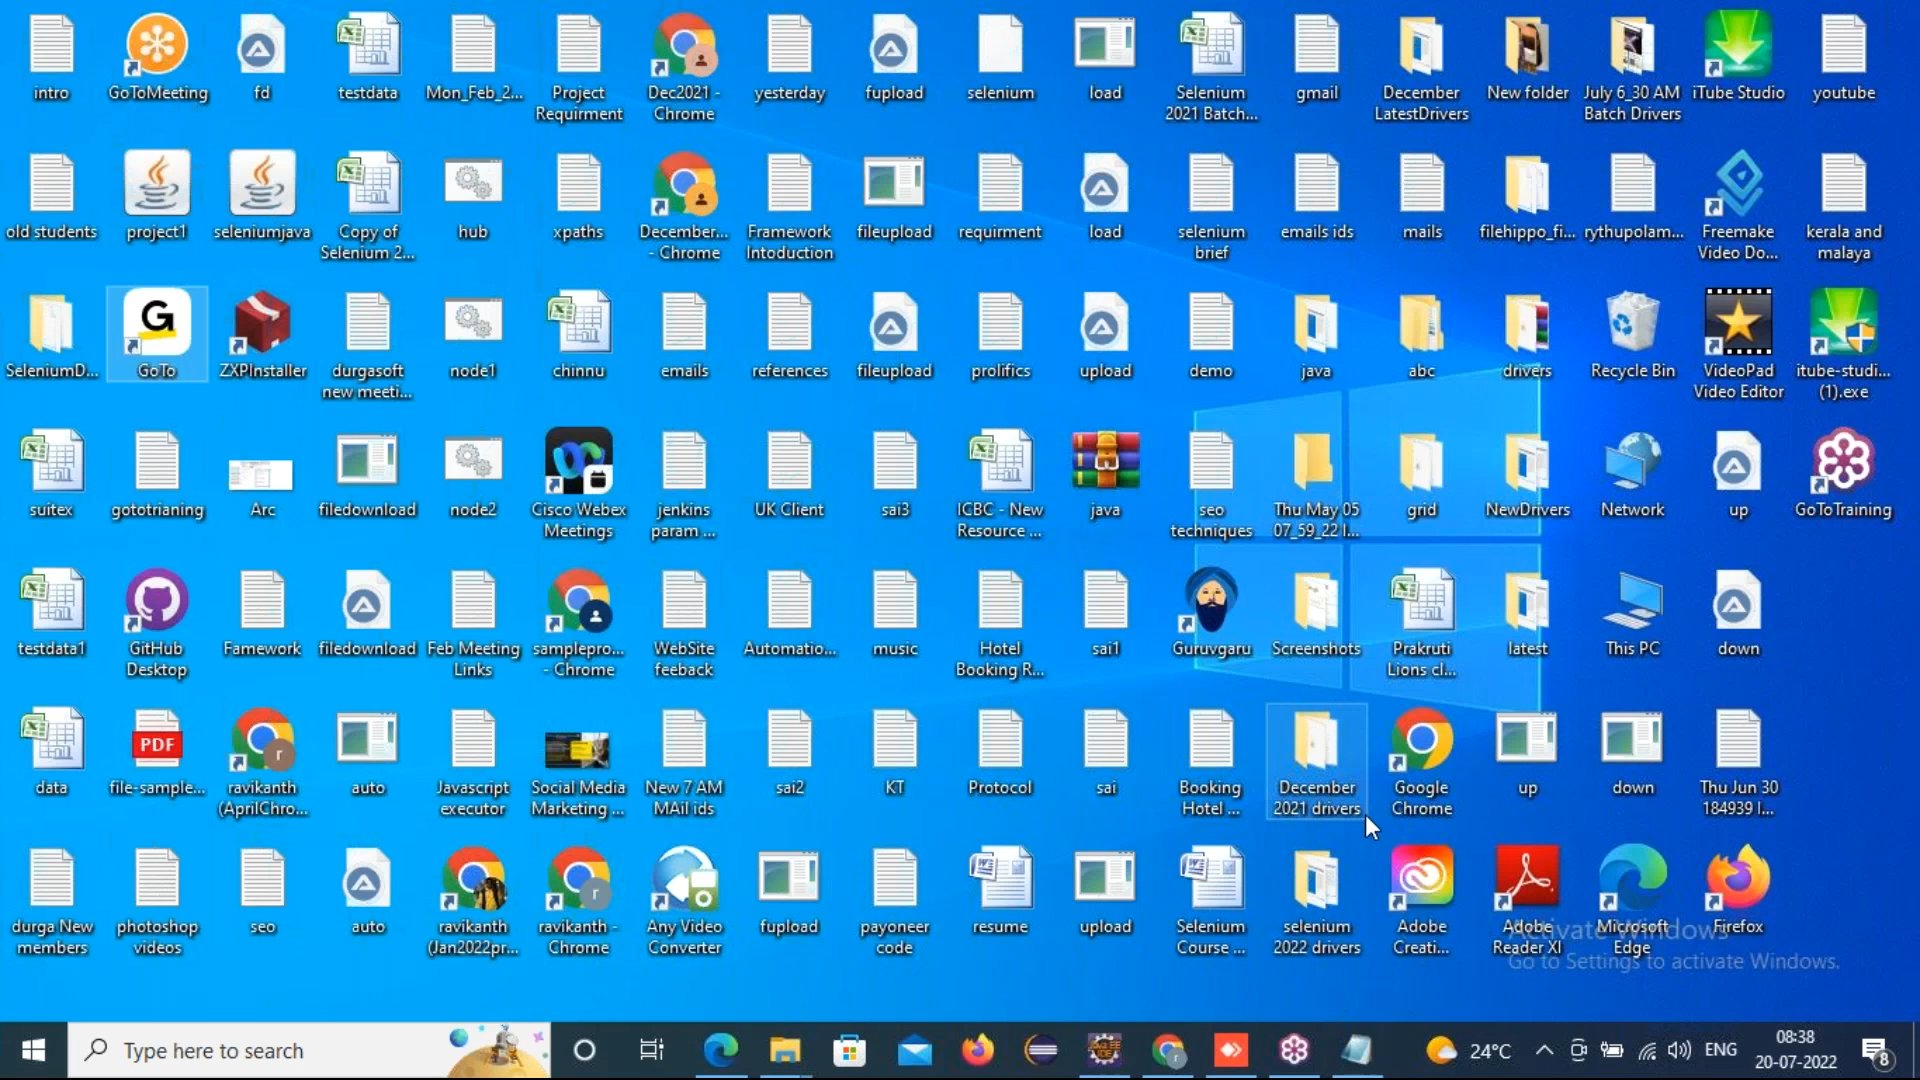 intro GoToMeeting fd testdata Mon_Feb_2... Project Dec2021 - yesterday fupload selenium load Selenium gmail December New folder July 6_30 AM iTube Studio youtube
Requirment Chrome 2021 Batch... LatestDrivers Batch Drivers
old students project1 seleniumjava Copy of hub xpaths December... Framework fileupload requirment load selenium emails ids mails filehippo_fi... rythupolam... Freemake kerala and
Selenium 2... - Chrome Intoduction brief Video Do... malaya
SeleniumD... GoTo ZXPInstaller durgasoft node1 chinnu emails references fileupload prolifics upload demo java abc drivers Recycle Bin VideoPad itube-studi...
new meeti... Video Editor (1).exe
suitex gototrianing Arc filedownload node2 Cisco Webex jenkins UK Client sai3 ICBC - New java seo Thu May 05 grid NewDrivers Network up GoToTraining
Meetings param ... Resource ... techniques 07_59_22 I...
testdata1 GitHub Famework filedownload Feb Meeting samplepro... WebSite Automatio... music Hotel sai1 Guruvgaru Screenshots Prakruti latest This PC down
Desktop Links - Chrome feeback Booking R... Lions cl...
PDF
data file-sample... ravikanth auto Javascript Social Media New 7 AM sai2 KT Protocol sai Booking December Google up down Thu Jun 30
(AprilChro... executor Marketing ... MAil ids Hotel ... 2021 drivers Chrome 184939 I...
durga New photoshop seo auto ravikanth ravikanth - Any Video fupload payoneer resume upload Selenium selenium Adobe Adobe Microsoft Firefox
members videos (Jan2022pr... Chrome Converter code Course ... 2022 drivers Creati... Reader XI Edge
Activate Windows
Go to Settings to activate Windows.
Type here to search 24°C ENG 08:38
20-07-2022 8